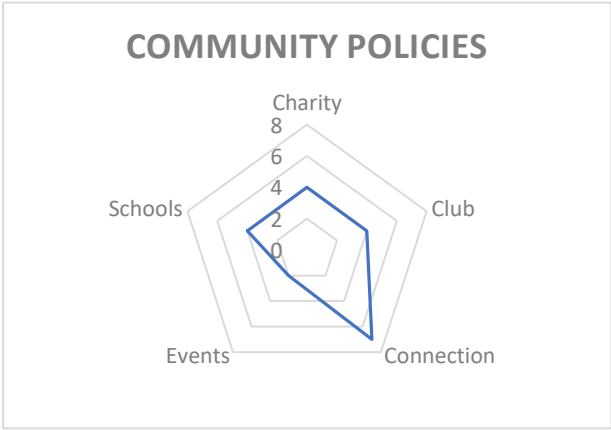 COMMUNITY POLICIES
Charity
8
6
4
2
0
Schools
Club
Events
Connection